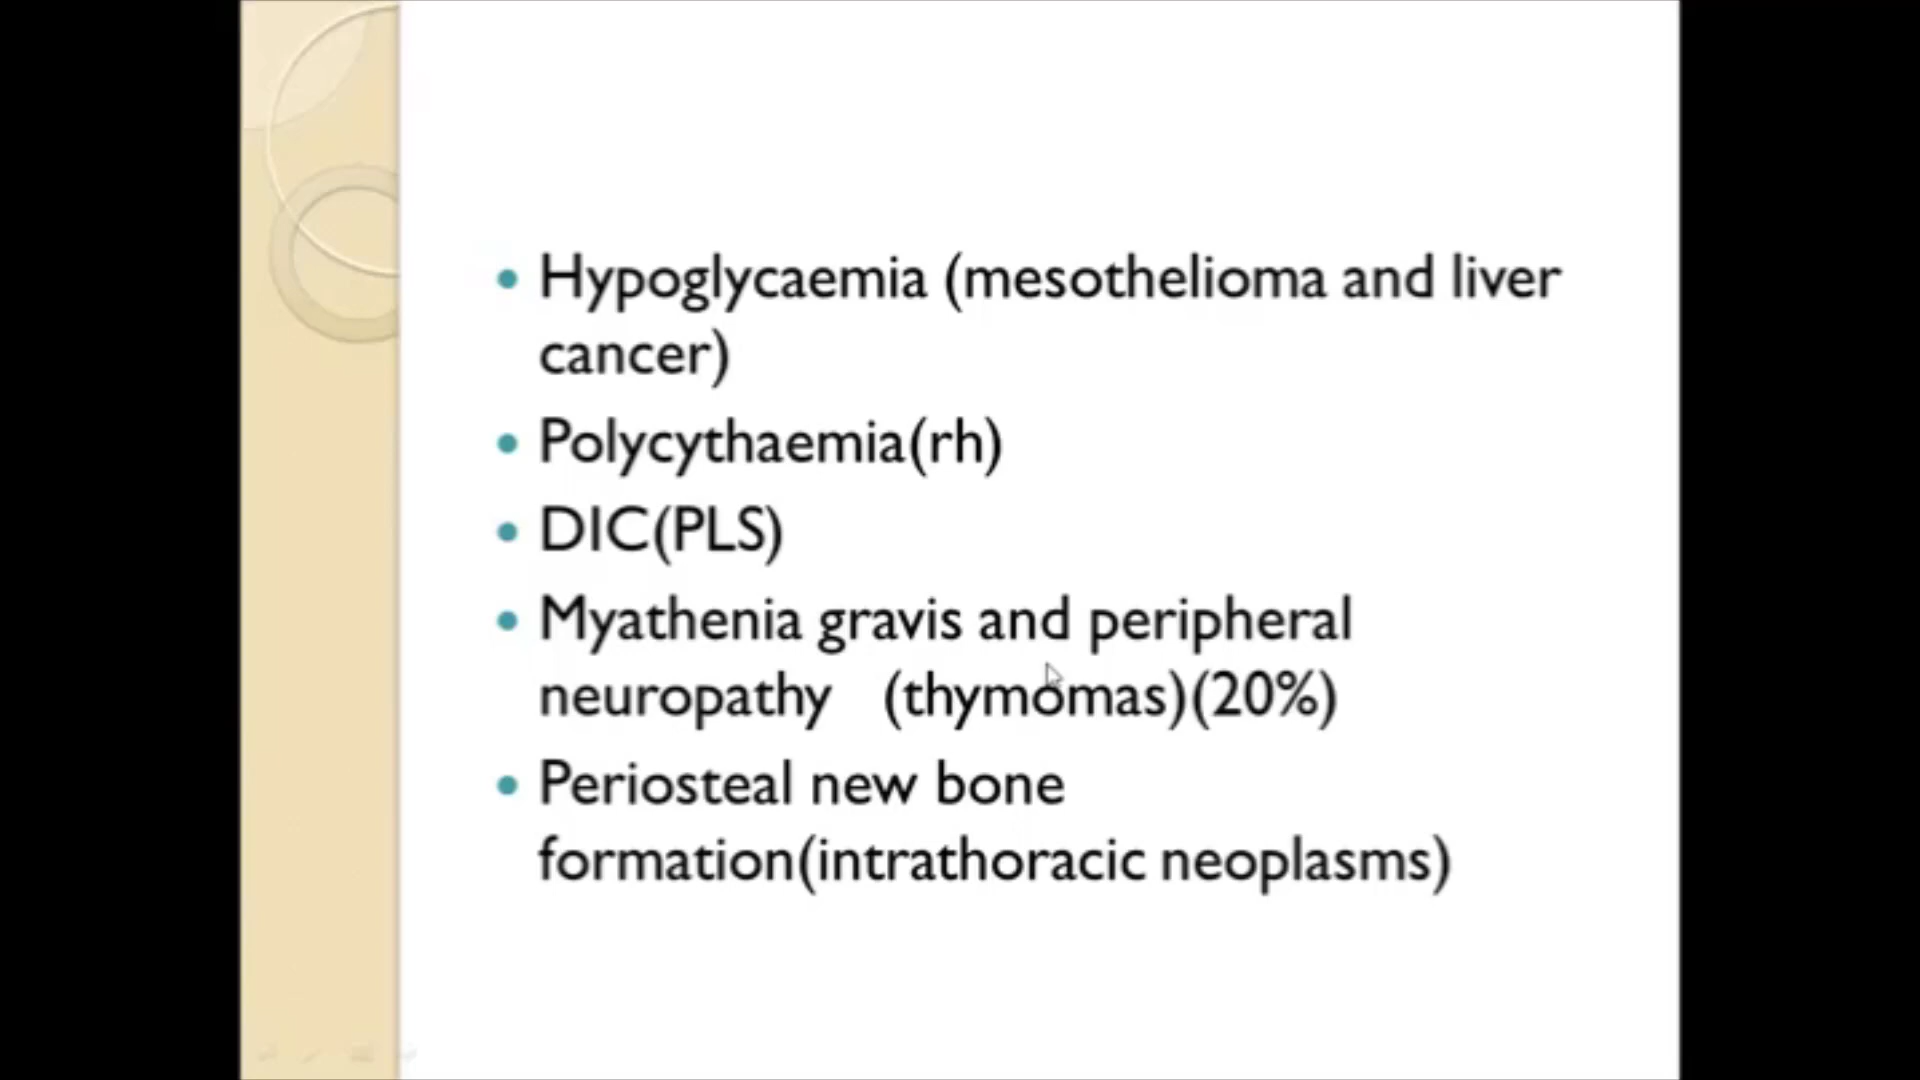 • Hypoglycaemia (mesothelioma and liver
cancer)
• Polycythaemia(rh)
• DIC(PLS)
• Myathenia gravis and peripheral
neuropathy (thymomas)(20%)
• Periosteal new bone
formation(intrathoracic neoplasms)